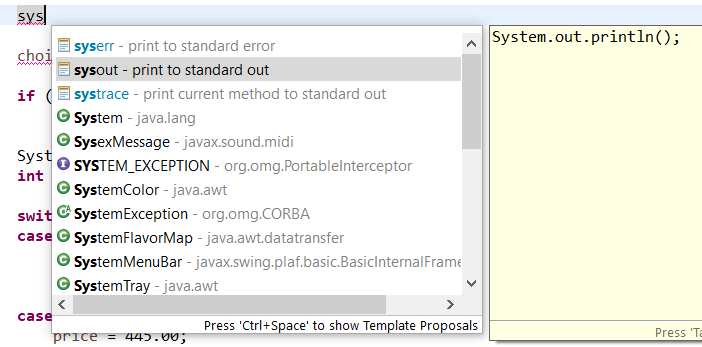 sys
syserr - print to standard error
sysout - print to standard out
systrace - print current method to standard out
System - java.lang
SysexMessage - javax.sound.midi
SYSTEM_EXCEPTION - org.omg.PortableInterceptor
SystemColor - java.awt
SystemException - org.omg.CORBA
SystemFlavorMap - java.awt.datatransfer
SystemMenuBar - javax.swing.plaf.basic.BasicInternalFrame
SystemTray - java.awt
Press 'Ctrl+Space' to show Template Proposals
System.out.println();
Press 'Ta
choi
if (
Syst
int
swit
case
case
price = 445.00;